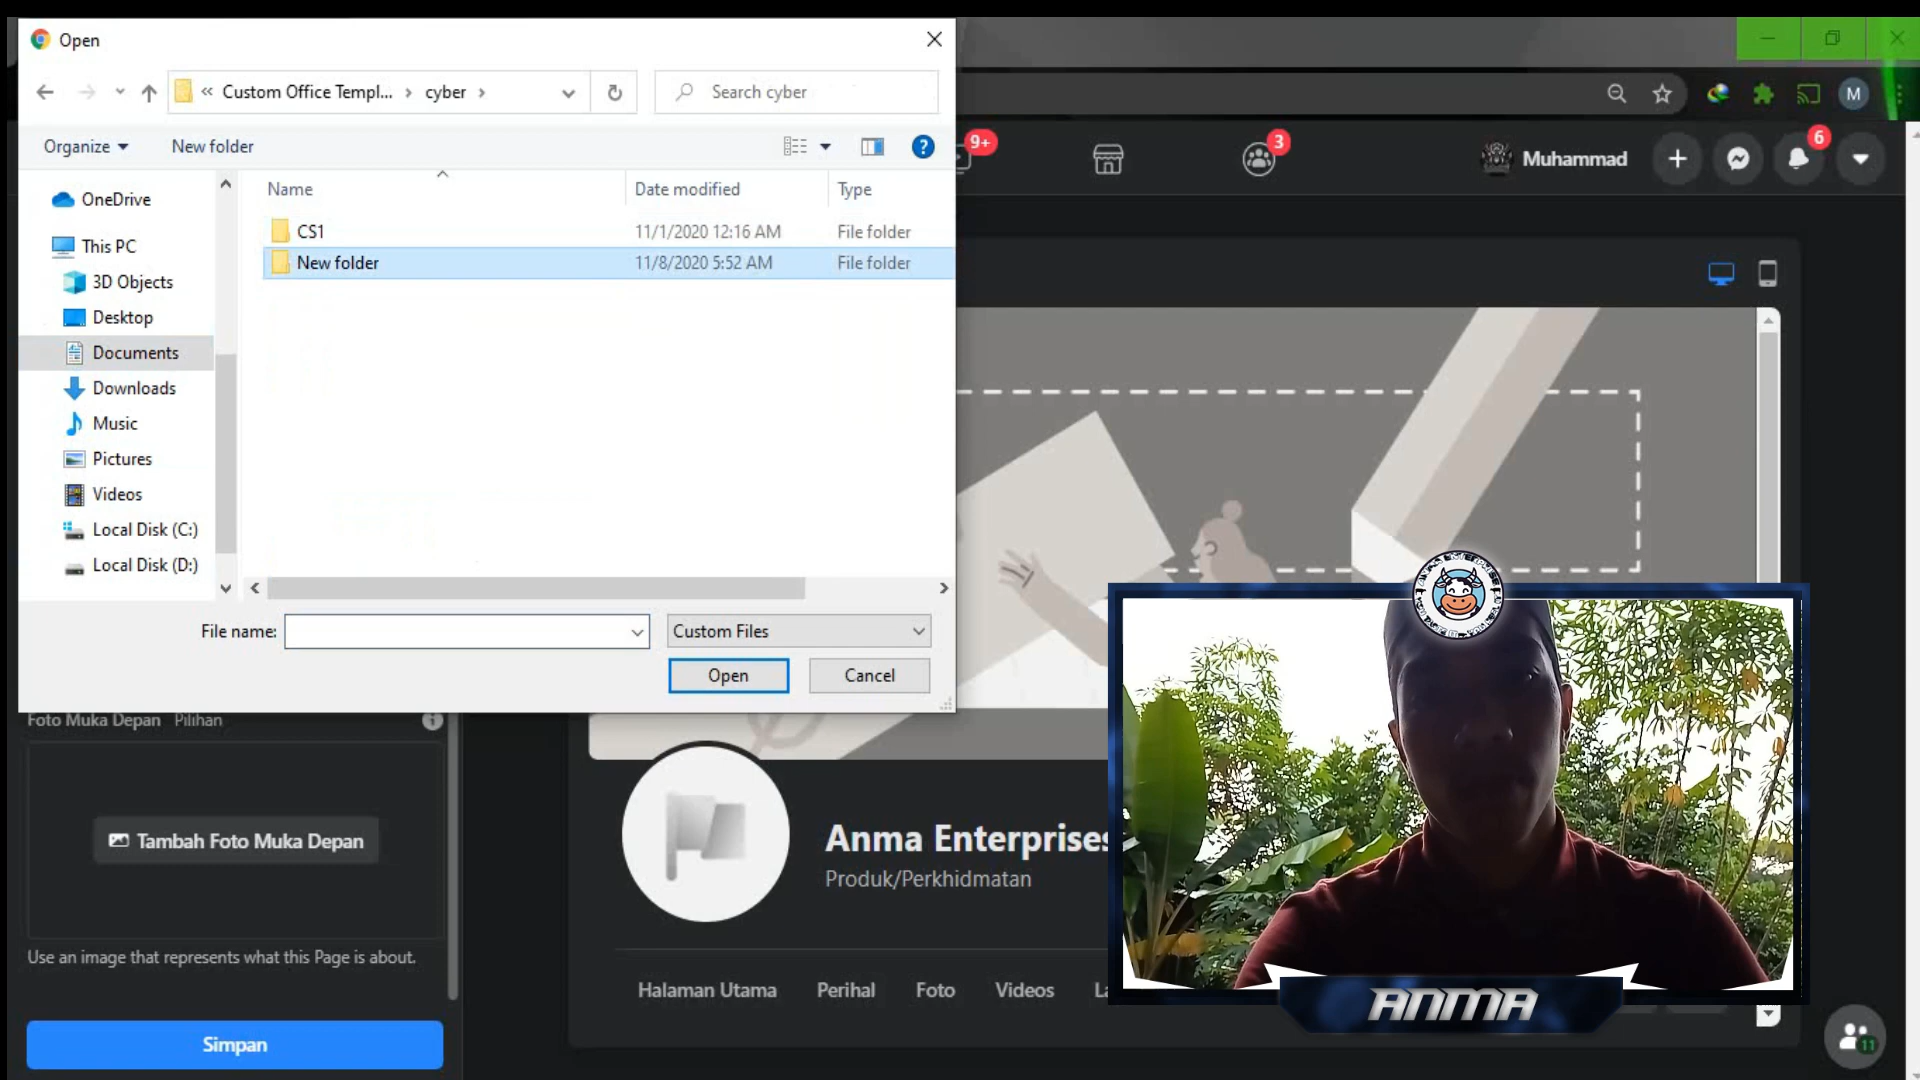 Open
Custom Office Templ... cyber
Search cyber
M
Organize
New folder
9+
3
Muhammad
6
OneDrive
This PC
3D Objects
Desktop
Documents
Downloads
Music
Pictures
Videos
Local Disk (C:)
Local Disk (D:)
Name
Date modified
Type
CS1
11/1/2020 12:16 AM
File folder
New folder
11/8/2020 5:52 AM
File folder
File name:
Custom Files
Open
Cancel
Foto Muka Depan Pilihan
Tambah Foto Muka Depan
Use an image that represents what this Page is about.
Simpan
Anma Enterprises
Produk/Perkhidmatan
Halaman Utama
Perihal
Foto
Videos
ANMA
11